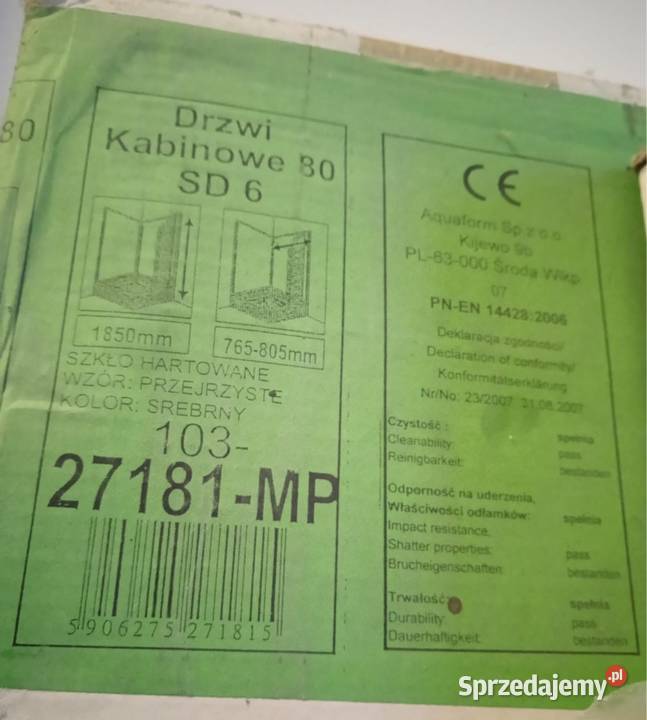 80
Drzwi
Kabinowe 80
SD 6
1850mm
765-805mm
SZKŁO HARTOWANE
WZÓR: PRZEJRZYSTE
KOLOR: SREBRNY
103-
27181-MP
5 906275 271815
CE
Aquaform Sp z o.o.
Kijewo 9b
PL-63-000 Środa Wlkp.
07
PN-EN 14428:2006
Deklaracja zgodności/
Declaration of conformity/
Konformitätserklärung
Nr/No: 23/2007 31.08.2007
Czystość :
Cleanability: spełnia
Reinigbarkeit: pass
bestanden
Odporność na uderzenia,
Właściwości odłamków: spełnia
Impact resistance,
Shatter properties: pass
Brucheigenschaften: bestanden
Trwałość: spełnia
Durability: pass
Dauerhaftigkeit: bestanden
Sprzedajemy.pl